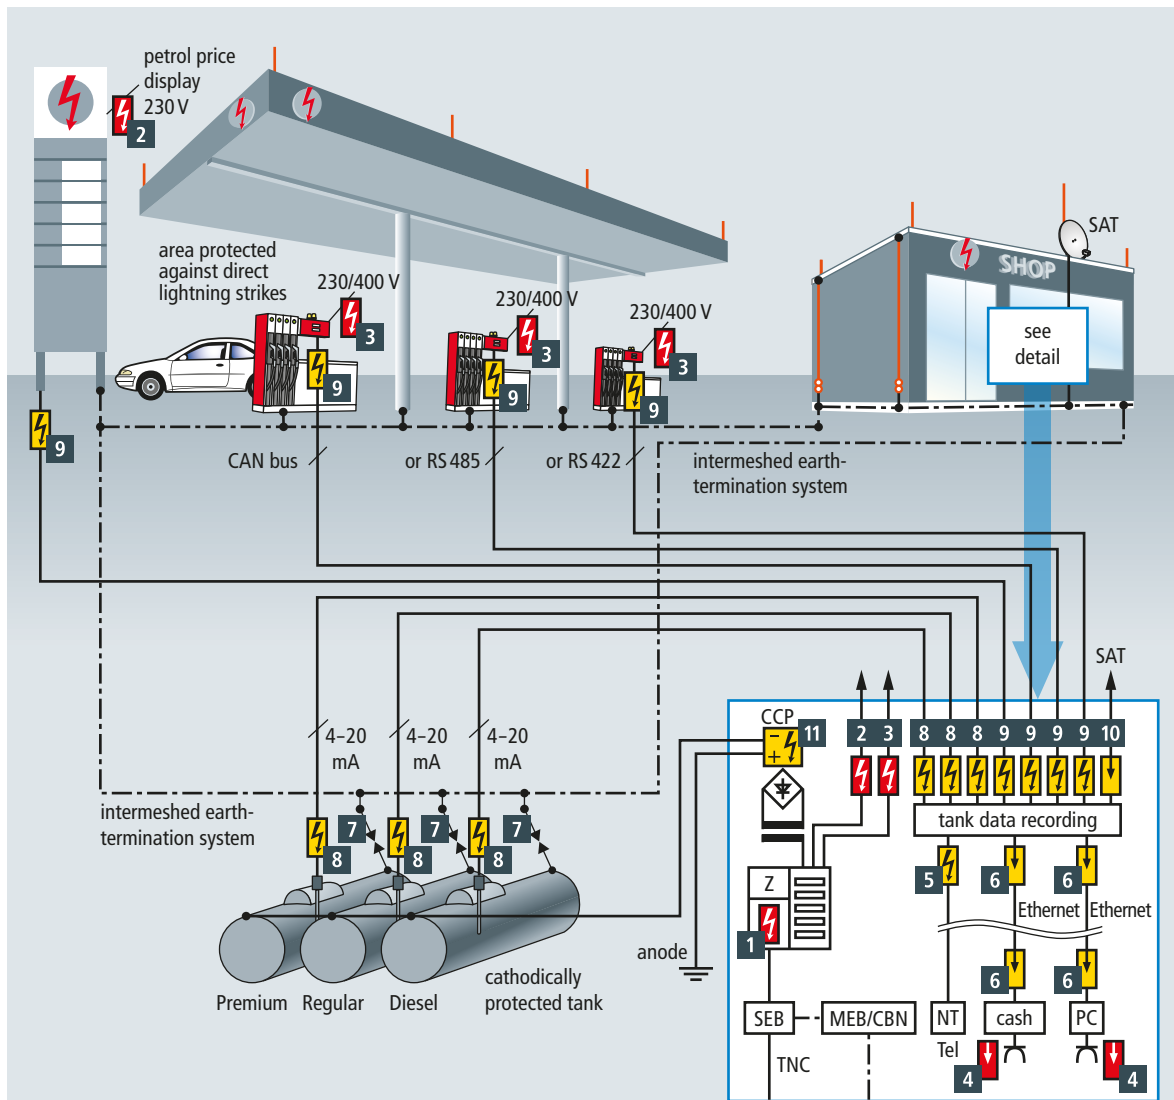 petrol price
display
230 V
2
area protected
against direct
lightning strikes
230/400 V
3
230/400 V
3
230/400 V
3
9
9
9
9
SHOP
SAT
see
detail
CAN bus
or RS 485
or RS 422
intermeshed earth-
termination system
SAT
4–20
mA
4–20
mA
4–20
mA
intermeshed earth-
termination system
7
7
7
8
8
8
Premium
Regular
Diesel
cathodically
protected tank
anode
CCP
–
+
11
2
3
8
8
8
9
9
9
9
10
tank data recording
5
6
6
Ethernet
Ethernet
Z
1
6
6
SEB
MEB/CBN
NT
cash
PC
TNC
Tel
4
4